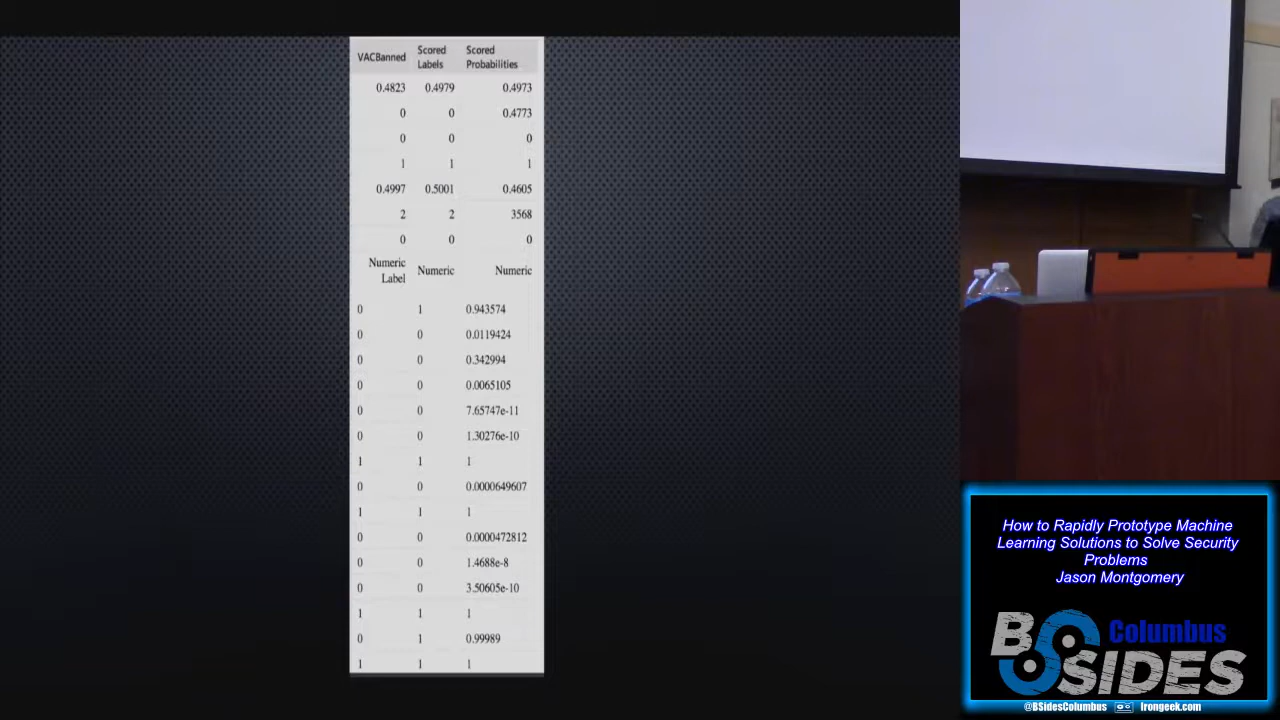 VACBanned Scored Labels Scored Probabilities
0.4823 0.4979 0.4973
0 0 0.4773
0 0 0
1 1 1
0.4997 0.5001 0.4605
2 2 3568
0 0 0
Numeric Label Numeric Numeric
0 1 0.943574
0 0 0.0119424
0 0 0.342994
0 0 0.0065105
0 0 7.65747e-11
0 0 1.30276e-10
1 1 1
0 0 0.0000649607
1 1 1
0 0 0.0000472812
0 0 1.4688e-8
0 0 3.50605e-10
1 1 1
0 1 0.99989
1 1 1
How to Rapidly Prototype Machine
Learning Solutions to Solve Security
Problems
Jason Montgomery
BSIDES Columbus
@BSidesColumbus Irongeek.com